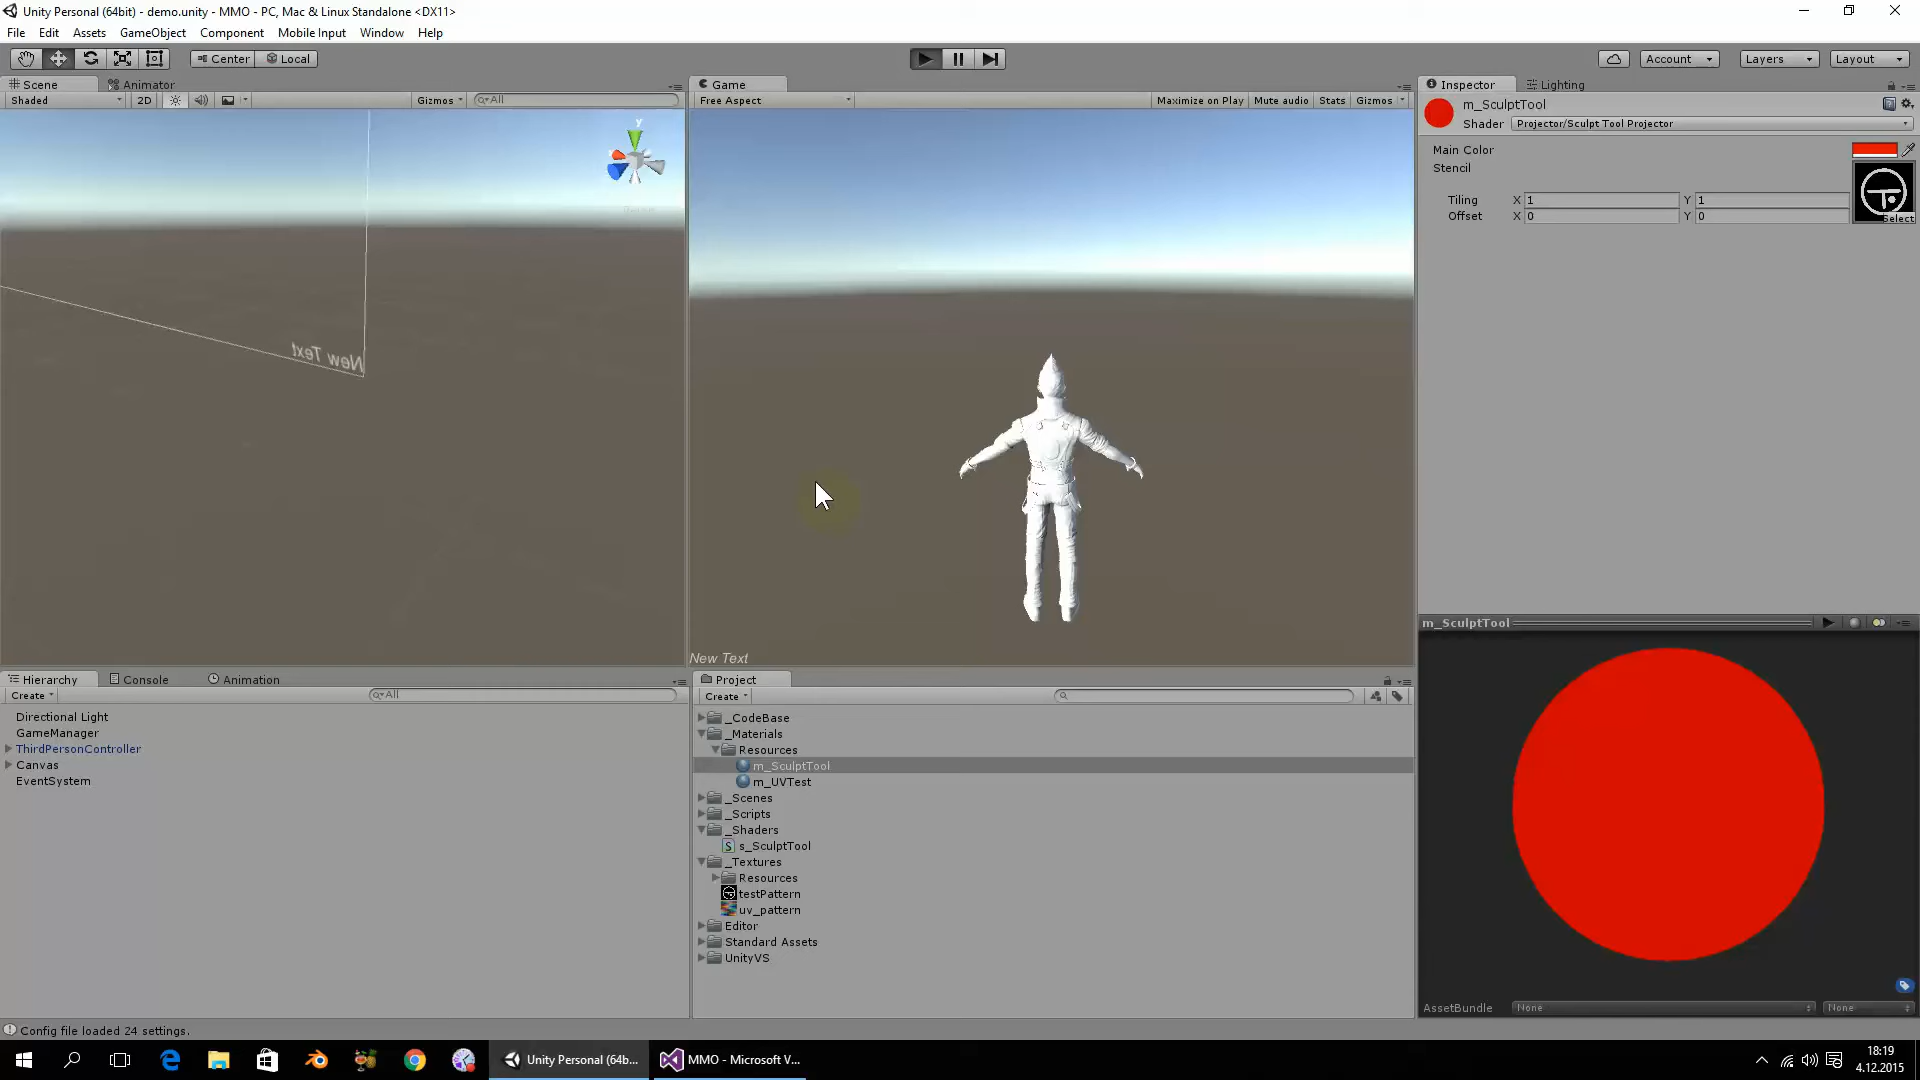 Unity Personal (64bit) - demo.unity - MMO - PC, Mac & Linux Standalone <DX11>
File Edit Assets GameObject Component Mobile Input Window Help
Center Local Account Layers Layout
Scene Animator
Shaded 2D Gizmos All
y
New Text
Game
Free Aspect Maximize on Play Mute audio Stats Gizmos
New Text
Inspector Lighting
m_SculptTool
Shader Projector/Sculpt Tool Projector
Main Color
Stencil
Tiling X 1 Y 1
Offset X 0 Y 0
Select
Hierarchy Console Animation
Create All
Directional Light
GameManager
ThirdPersonController
Canvas
EventSystem
Project
Create
_CodeBase
_Materials
Resources
m_SculptTool
m_UVTest
_Scenes
_Scripts
_Shaders
s_SculptTool
_Textures
Resources
testPattern
uv_pattern
Editor
Standard Assets
UnityVS
m_SculptTool
AssetBundle None None
Config file loaded 24 settings.
Unity Personal (64b... MMO - Microsoft V...
18:19
4.12.2015